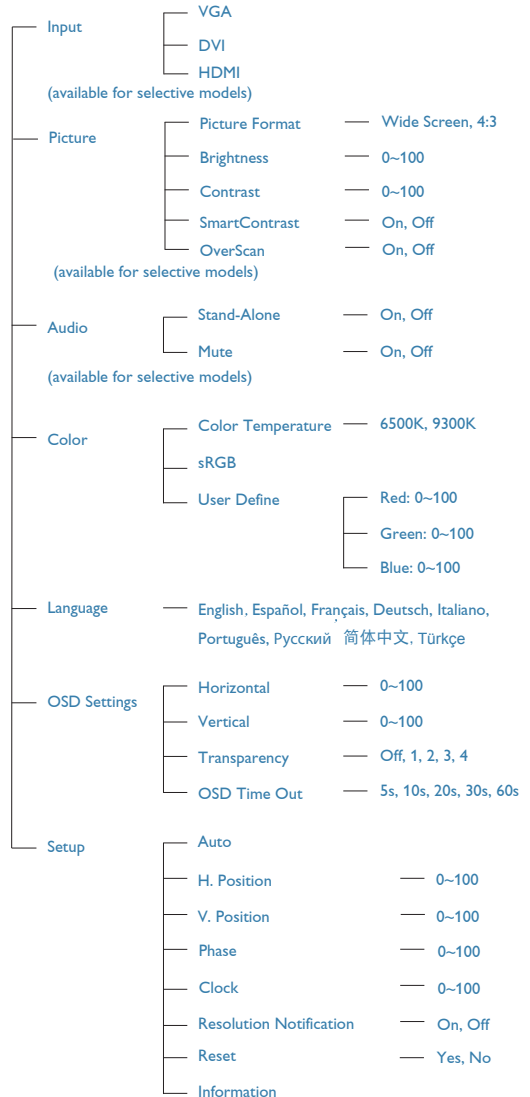 Input
VGA
DVI
HDMI
(available for selective models)
Picture
Picture Format Wide Screen, 4:3
Brightness 0~100
Contrast 0~100
SmartContrast On, Off
OverScan On, Off
(available for selective models)
Audio
Stand-Alone On, Off
Mute On, Off
(available for selective models)
Color
Color Temperature 6500K, 9300K
sRGB
User Define Red: 0~100
Green: 0~100
Blue: 0~100
Language English, Español, Français, Deutsch, Italiano,
Português, Русский 简体中文, Türkçe
OSD Settings
Horizontal 0~100
Vertical 0~100
Transparency Off, 1, 2, 3, 4
OSD Time Out 5s, 10s, 20s, 30s, 60s
Setup
Auto
H. Position 0~100
V. Position 0~100
Phase 0~100
Clock 0~100
Resolution Notification On, Off
Reset Yes, No
Information